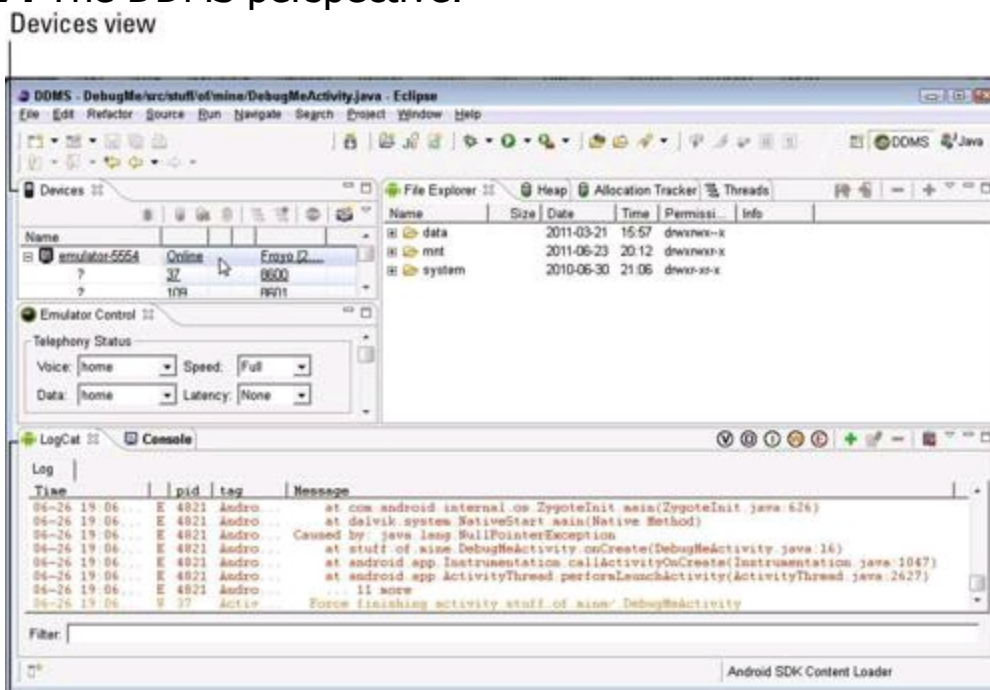 The DDMS perspective.
Devices view
DDMS - DebugMe/src/stuff/of/mine/DebugMeActivity.java - Eclipse
File Edit Refactor Source Run Navigate Search Project Window Help
DDMS Java
Devices
File Explorer Heap Allocation Tracker Threads
Name Size Date Time Permissi... Info
Name
data 2011-03-21 15:57 drwxrwx--x
emulator-5554 Online Froyo [2....
mnt 2011-06-23 20:12 drwxrwxr-x
? 37 8600
system 2010-06-30 21:06 drwxr-xr-x
? 109 8601
Emulator Control
Telephony Status
Voice: home Speed: Full
Data: home Latency: None
LogCat Console
V D I W E
Log
Time pid tag Message
06-26 19:06... E 4821 Andro... at com.android.internal.os.ZygoteInit.main(ZygoteInit.java:626)
06-26 19:06... E 4821 Andro... at dalvik.system.NativeStart.main(Native Method)
06-26 19:06... E 4821 Andro... Caused by: java.lang.NullPointerException
06-26 19:06... E 4821 Andro... at stuff.of.mine.DebugMeActivity.onCreate(DebugMeActivity.java:16)
06-26 19:06... E 4821 Andro... at android.app.Instrumentation.callActivityOnCreate(Instrumentation.java:1047)
06-26 19:06... E 4821 Andro... at android.app.ActivityThread.performLaunchActivity(ActivityThread.java:2627)
06-26 19:06... E 4821 Andro... ... 11 more
06-26 19:06... W 37 Activ... Force finishing activity stuff.of.mine/.DebugMeActivity
Filter:
Android SDK Content Loader